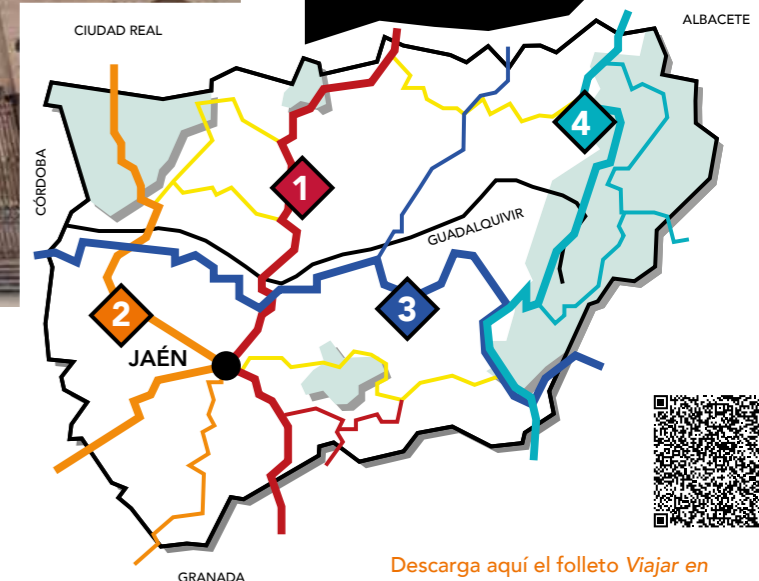 CIUDAD REAL
ALBACETE
CÓRDOBA
4
1
GUADALQUIVIR
2
3
JAÉN
GRANADA
Descarga aquí el folleto Viajar en